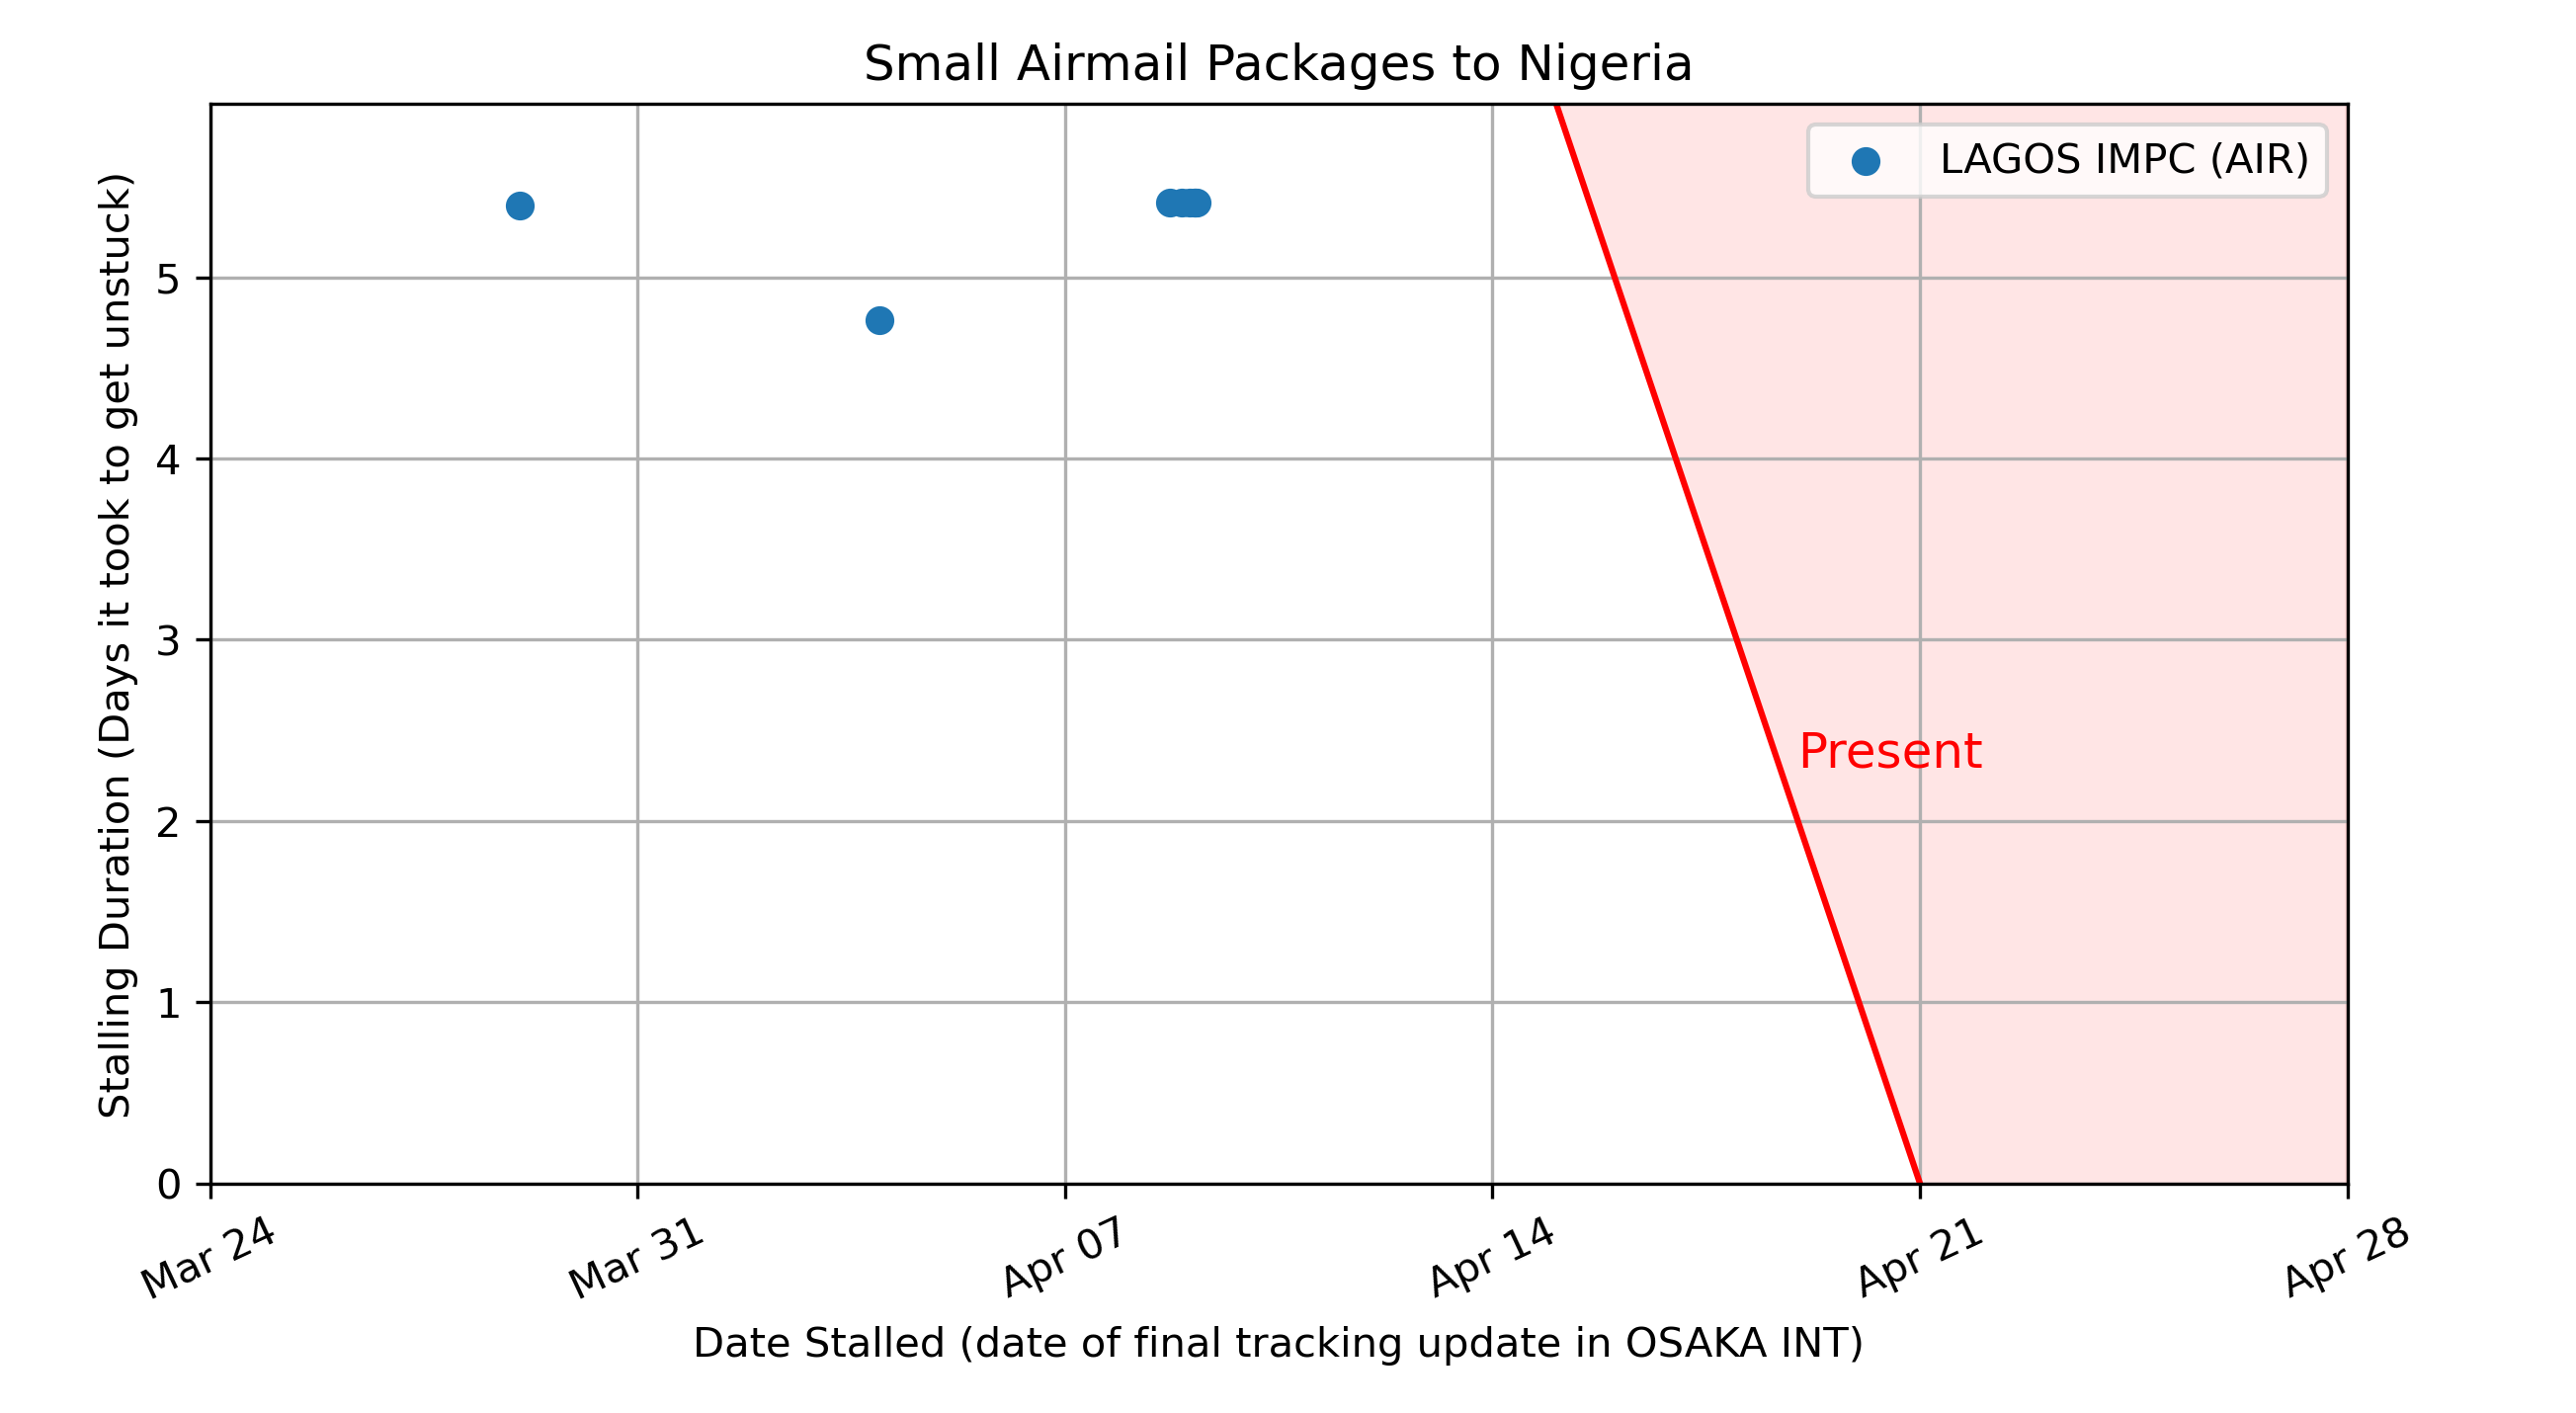 Small Airmail Packages to Nigeria
LAGOS IMPC (AIR)
Stalling Duration (Days it took to get unstuck)
5
4
3
2
1
0
Present
Mar 24
Mar 31
Apr 07
Apr 14
Apr 21
Apr 28
Date Stalled (date of final tracking update in OSAKA INT)